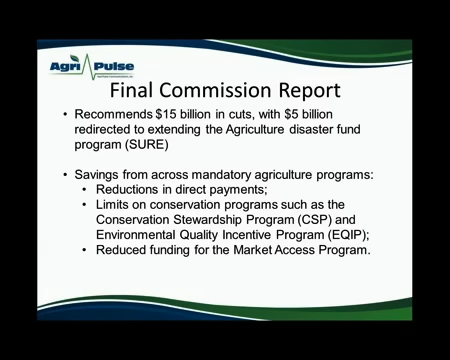 Agri Pulse
Final Commission Report
• Recommends $15 billion in cuts, with $5 billion
redirected to extending the Agriculture disaster fund
program (SURE)
• Savings from across mandatory agriculture programs:
• Reductions in direct payments;
• Limits on conservation programs such as the
Conservation Stewardship Program (CSP) and
Environmental Quality Incentive Program (EQIP);
• Reduced funding for the Market Access Program.